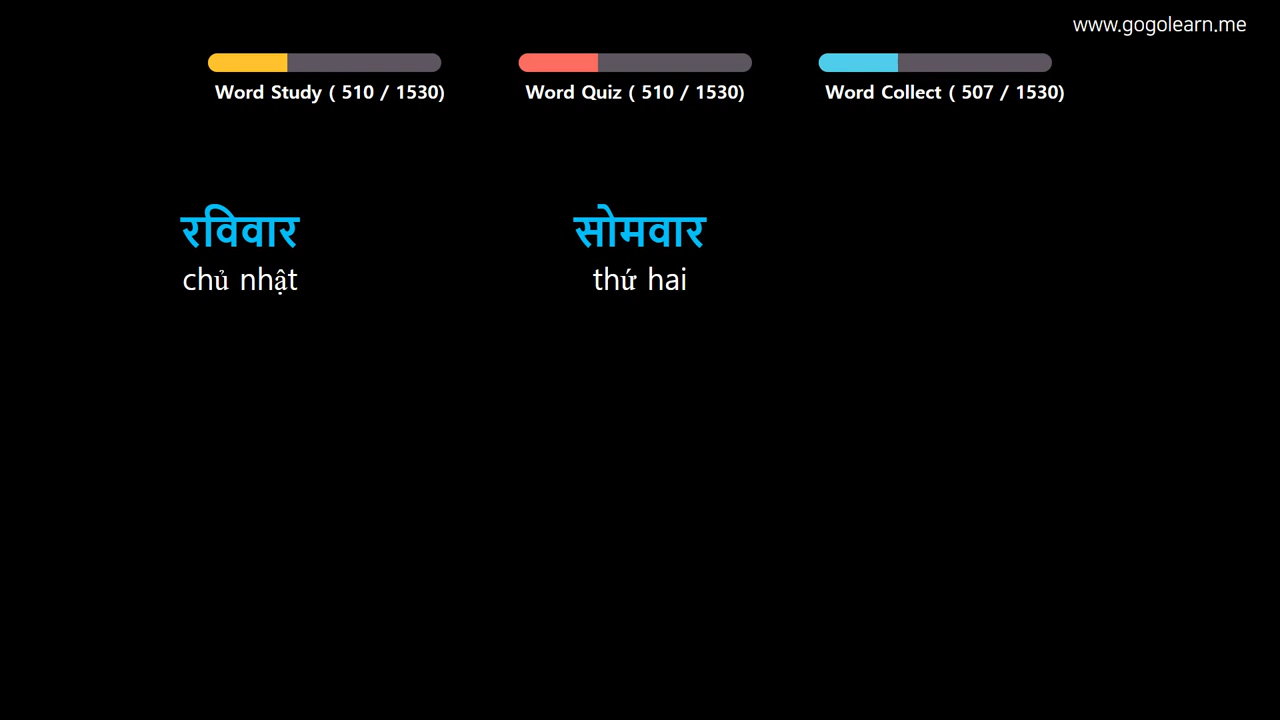 www.gogolearn.me
Word Study ( 510 / 1530)
Word Quiz ( 510 / 1530)
Word Collect ( 507 / 1530)
रविवार
chủ nhật
सोमवार
thứ hai